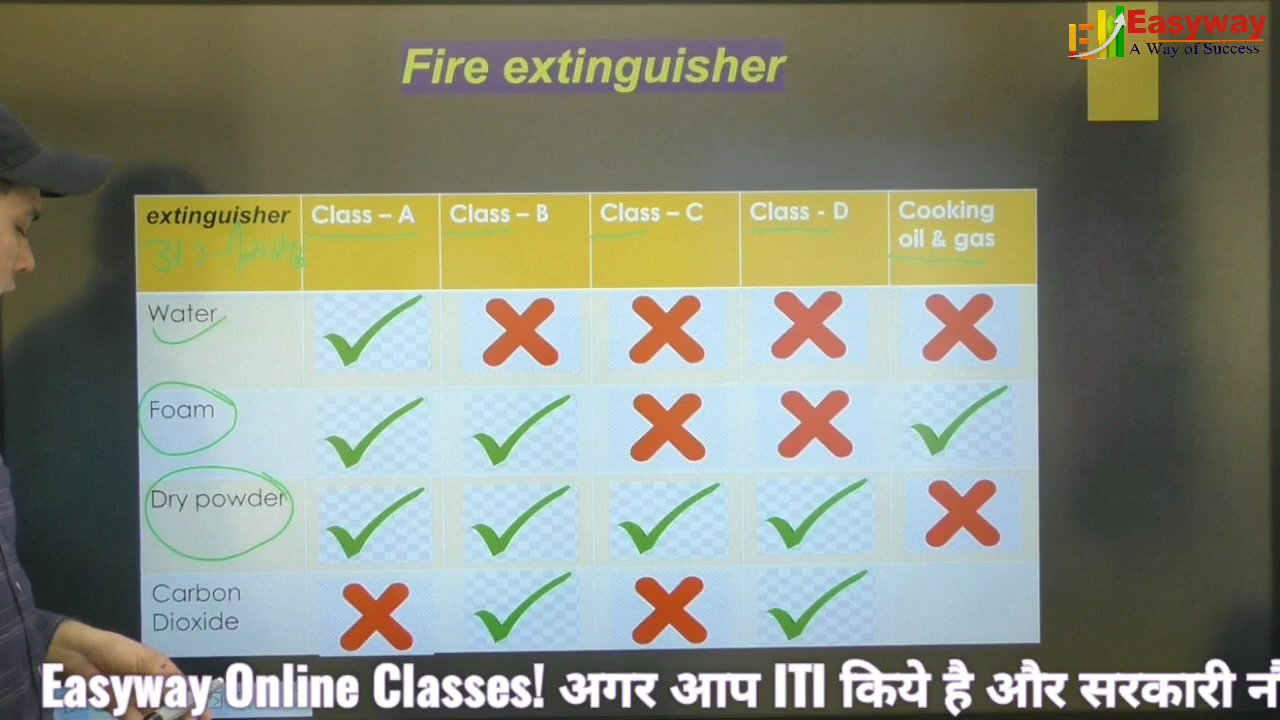 Easyway
A Way of Success
Fire extinguisher
extinguisher Class – A Class – B Class – C Class - D Cooking
oil & gas
Water
Foam
Dry powder
Carbon
Dioxide
Easyway Online Classes! अगर आप ITI किये है और सरकारी